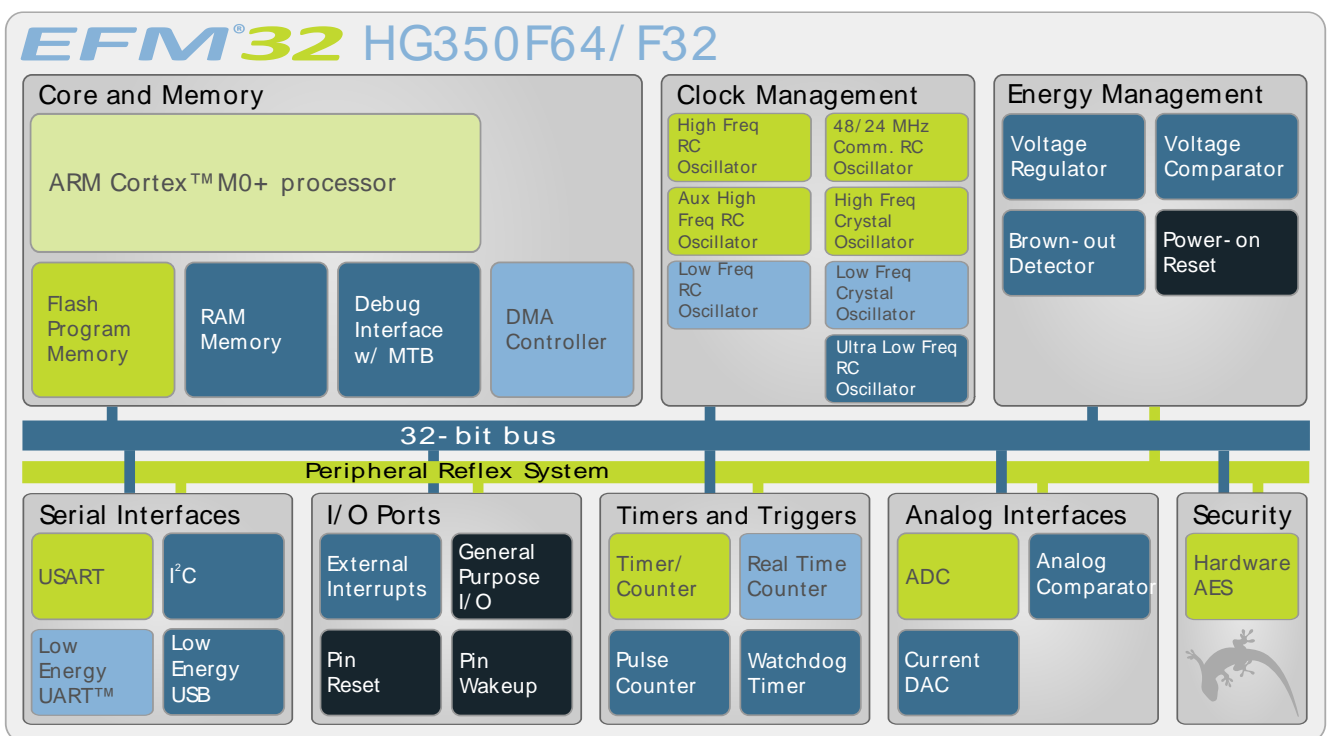 EFM®32 HG350F64/F32
Core and Memory
ARM Cortex™ M0+ processor
Flash
Program
Memory
RAM
Memory
Debug
Interface
w/ MTB
DMA
Controller
Clock Management
High Freq
RC
Oscillator
48/24 MHz
Comm. RC
Oscillator
Aux High
Freq RC
Oscillator
High Freq
Crystal
Oscillator
Low Freq
RC
Oscillator
Low Freq
Crystal
Oscillator
Ultra Low Freq
RC
Oscillator
Energy Management
Voltage
Regulator
Voltage
Comparator
Brown-out
Detector
Power-on
Reset
32-bit bus
Peripheral Reflex System
Serial Interfaces
USART
I²C
Low
Energy
UART™
Low
Energy
USB
I/O Ports
External
Interrupts
General
Purpose
I/O
Pin
Reset
Pin
Wakeup
Timers and Triggers
Timer/
Counter
Real Time
Counter
Pulse
Counter
Watchdog
Timer
Analog Interfaces
ADC
Analog
Comparator
Current
DAC
Security
Hardware
AES